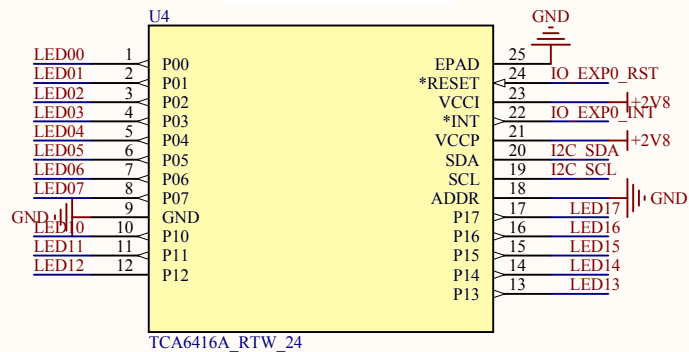 U4
GND
LED00 1 P00 EPAD 25
LED01 2 P01 *RESET 24 IO_EXP0_RST
LED02 3 P02 VCCI 23 +2V8
LED03 4 P03 *INT 22 IO_EXP0_INT
LED04 5 P04 VCCP 21 +2V8
LED05 6 P05 SDA 20 I2C_SDA
LED06 7 P06 SCL 19 I2C_SCL
LED07 8 P07 ADDR 18 GND
GND 9 GND P17 17 LED17
LED10 10 P10 P16 16 LED16
LED11 11 P11 P15 15 LED15
LED12 12 P12 P14 14 LED14
P13 13 LED13
TCA6416A_RTW_24